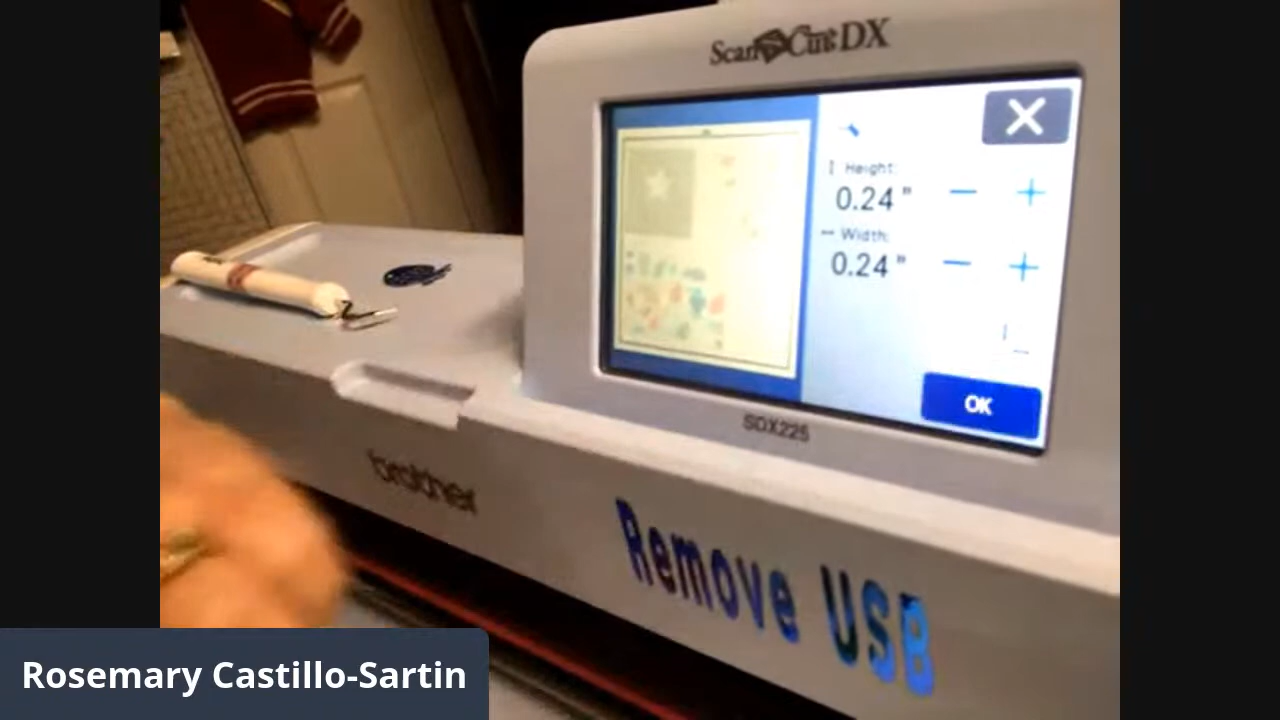 ScanNCut DX
Height:
0.24 "
Width:
0.24 "
OK
SDX225
brother
Remove USB
Rosemary Castillo-Sartin